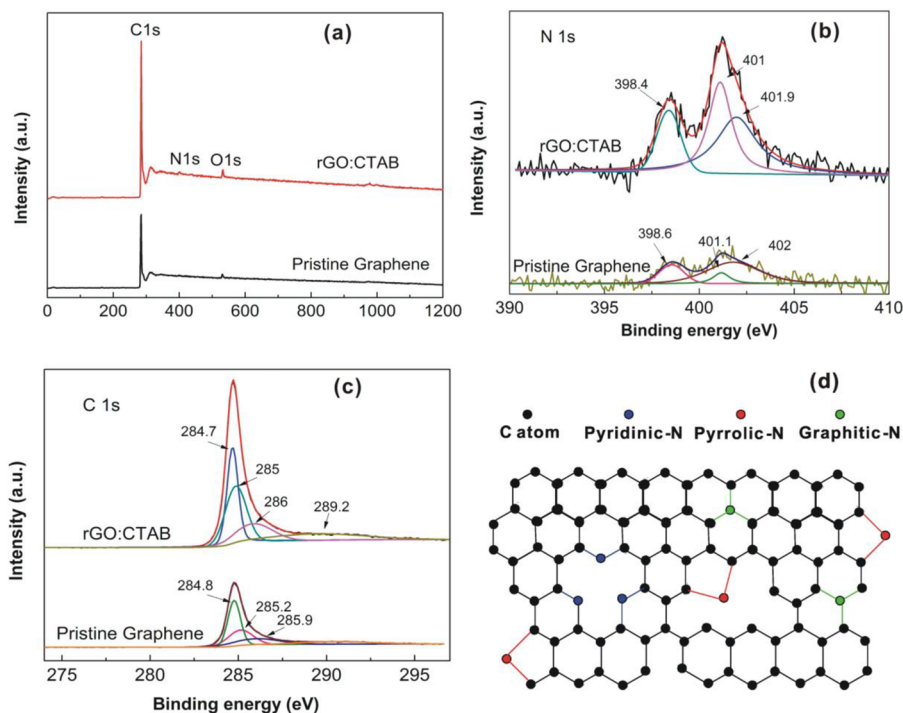 (a)
C1s
N1s
O1s
rGO:CTAB
Pristine Graphene
Intensity (a.u.)
0 200 400 600 800 1000 1200
(b)
N 1s
401
398.4
401.9
rGO:CTAB
398.6
401.1
402
Pristine Graphene
Intensity (a.u.)
390 395 400 405 410
Binding energy (eV)
(c)
C 1s
284.7
285
286
289.2
rGO:CTAB
284.8
285.2
285.9
Pristine Graphene
Intensity (a.u.)
275 280 285 290 295
Binding energy (eV)
(d)
C atom Pyridinic-N Pyrrolic-N Graphitic-N